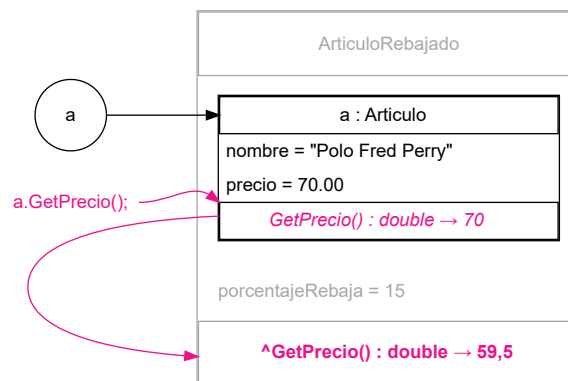 ArticuloRebajado
a
a : Articulo
nombre = "Polo Fred Perry"
precio = 70.00
a.GetPrecio();
GetPrecio() : double → 70
porcentajeRebaja = 15
^GetPrecio() : double → 59,5